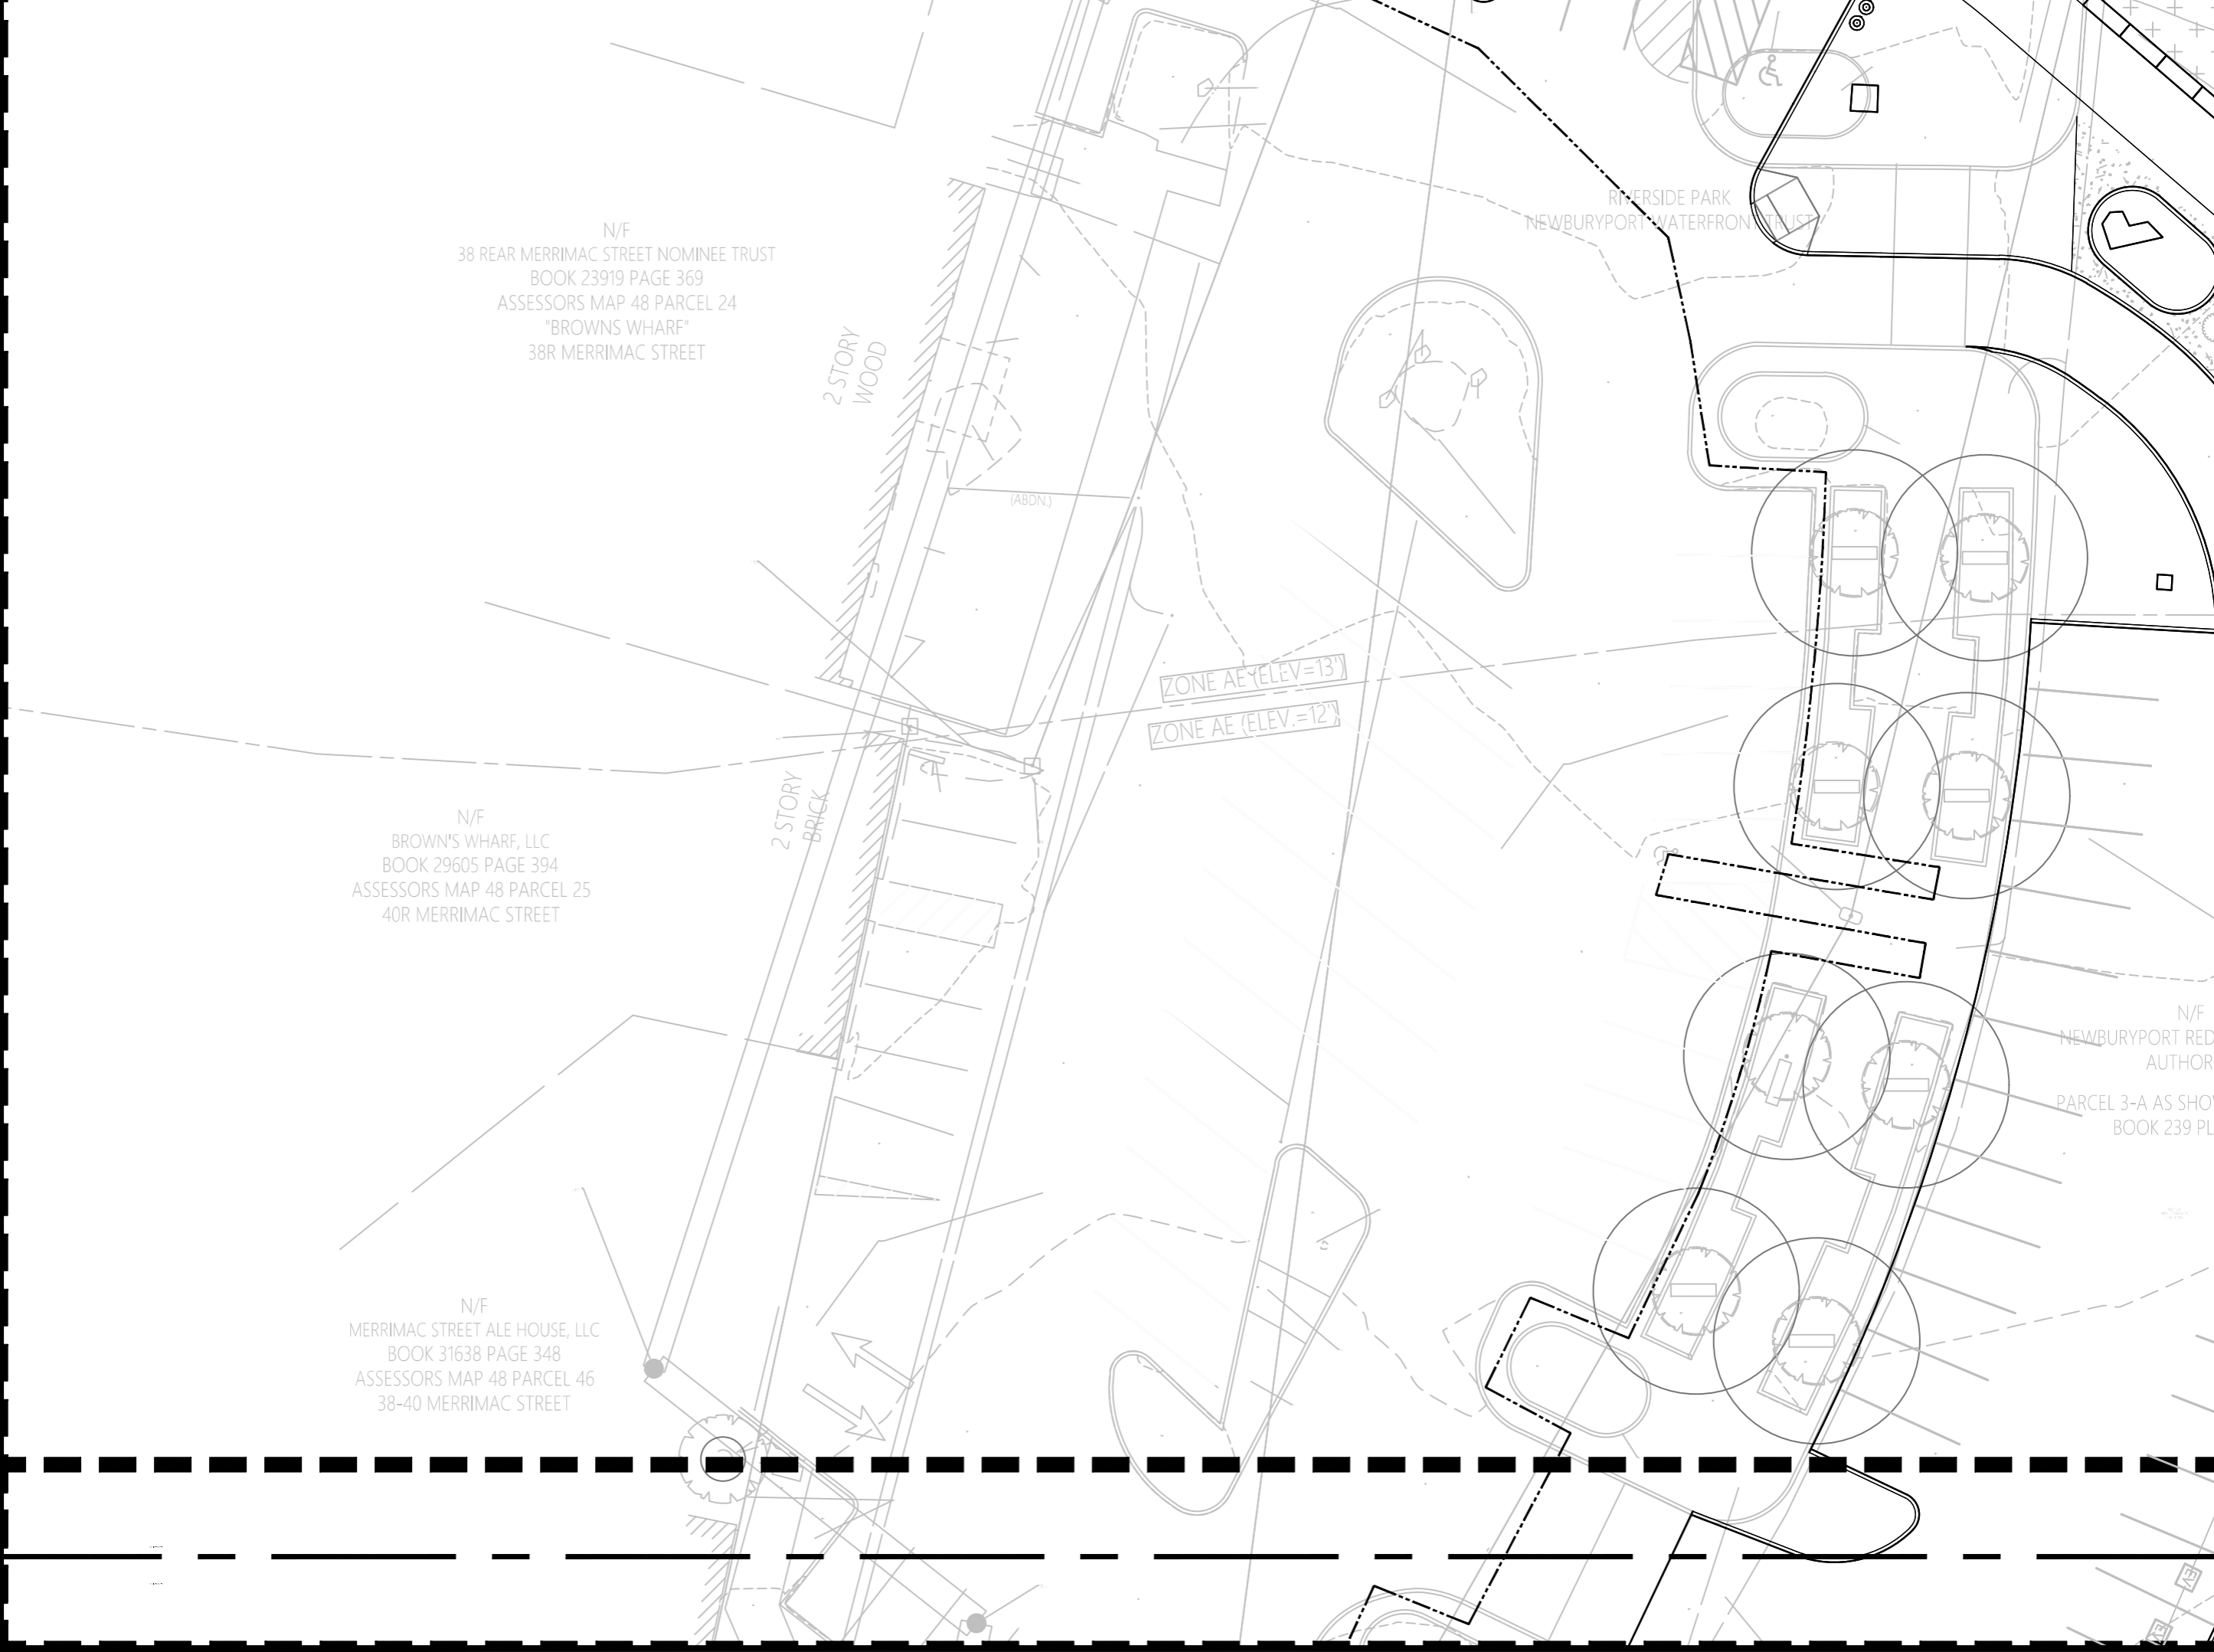 RIVERSIDE PARK
NEWBURYPORT WATERFRONT TRUST
N/F
38 REAR MERRIMAC STREET NOMINEE TRUST
BOOK 23919 PAGE 369
ASSESSORS MAP 48 PARCEL 24
"BROWNS WHARF"
38R MERRIMAC STREET
2 STORY
WOOD
(ABDN.)
ZONE AE (ELEV=13')
ZONE AE (ELEV.=12')
2 STORY
BRICK
N/F
BROWN'S WHARF, LLC
BOOK 29605 PAGE 394
ASSESSORS MAP 48 PARCEL 25
40R MERRIMAC STREET
N/F
NEWBURYPORT RED
AUTHOR
PARCEL 3-A AS SHO
BOOK 239 PL
N/F
MERRIMAC STREET ALE HOUSE, LLC
BOOK 31638 PAGE 348
ASSESSORS MAP 48 PARCEL 46
38-40 MERRIMAC STREET